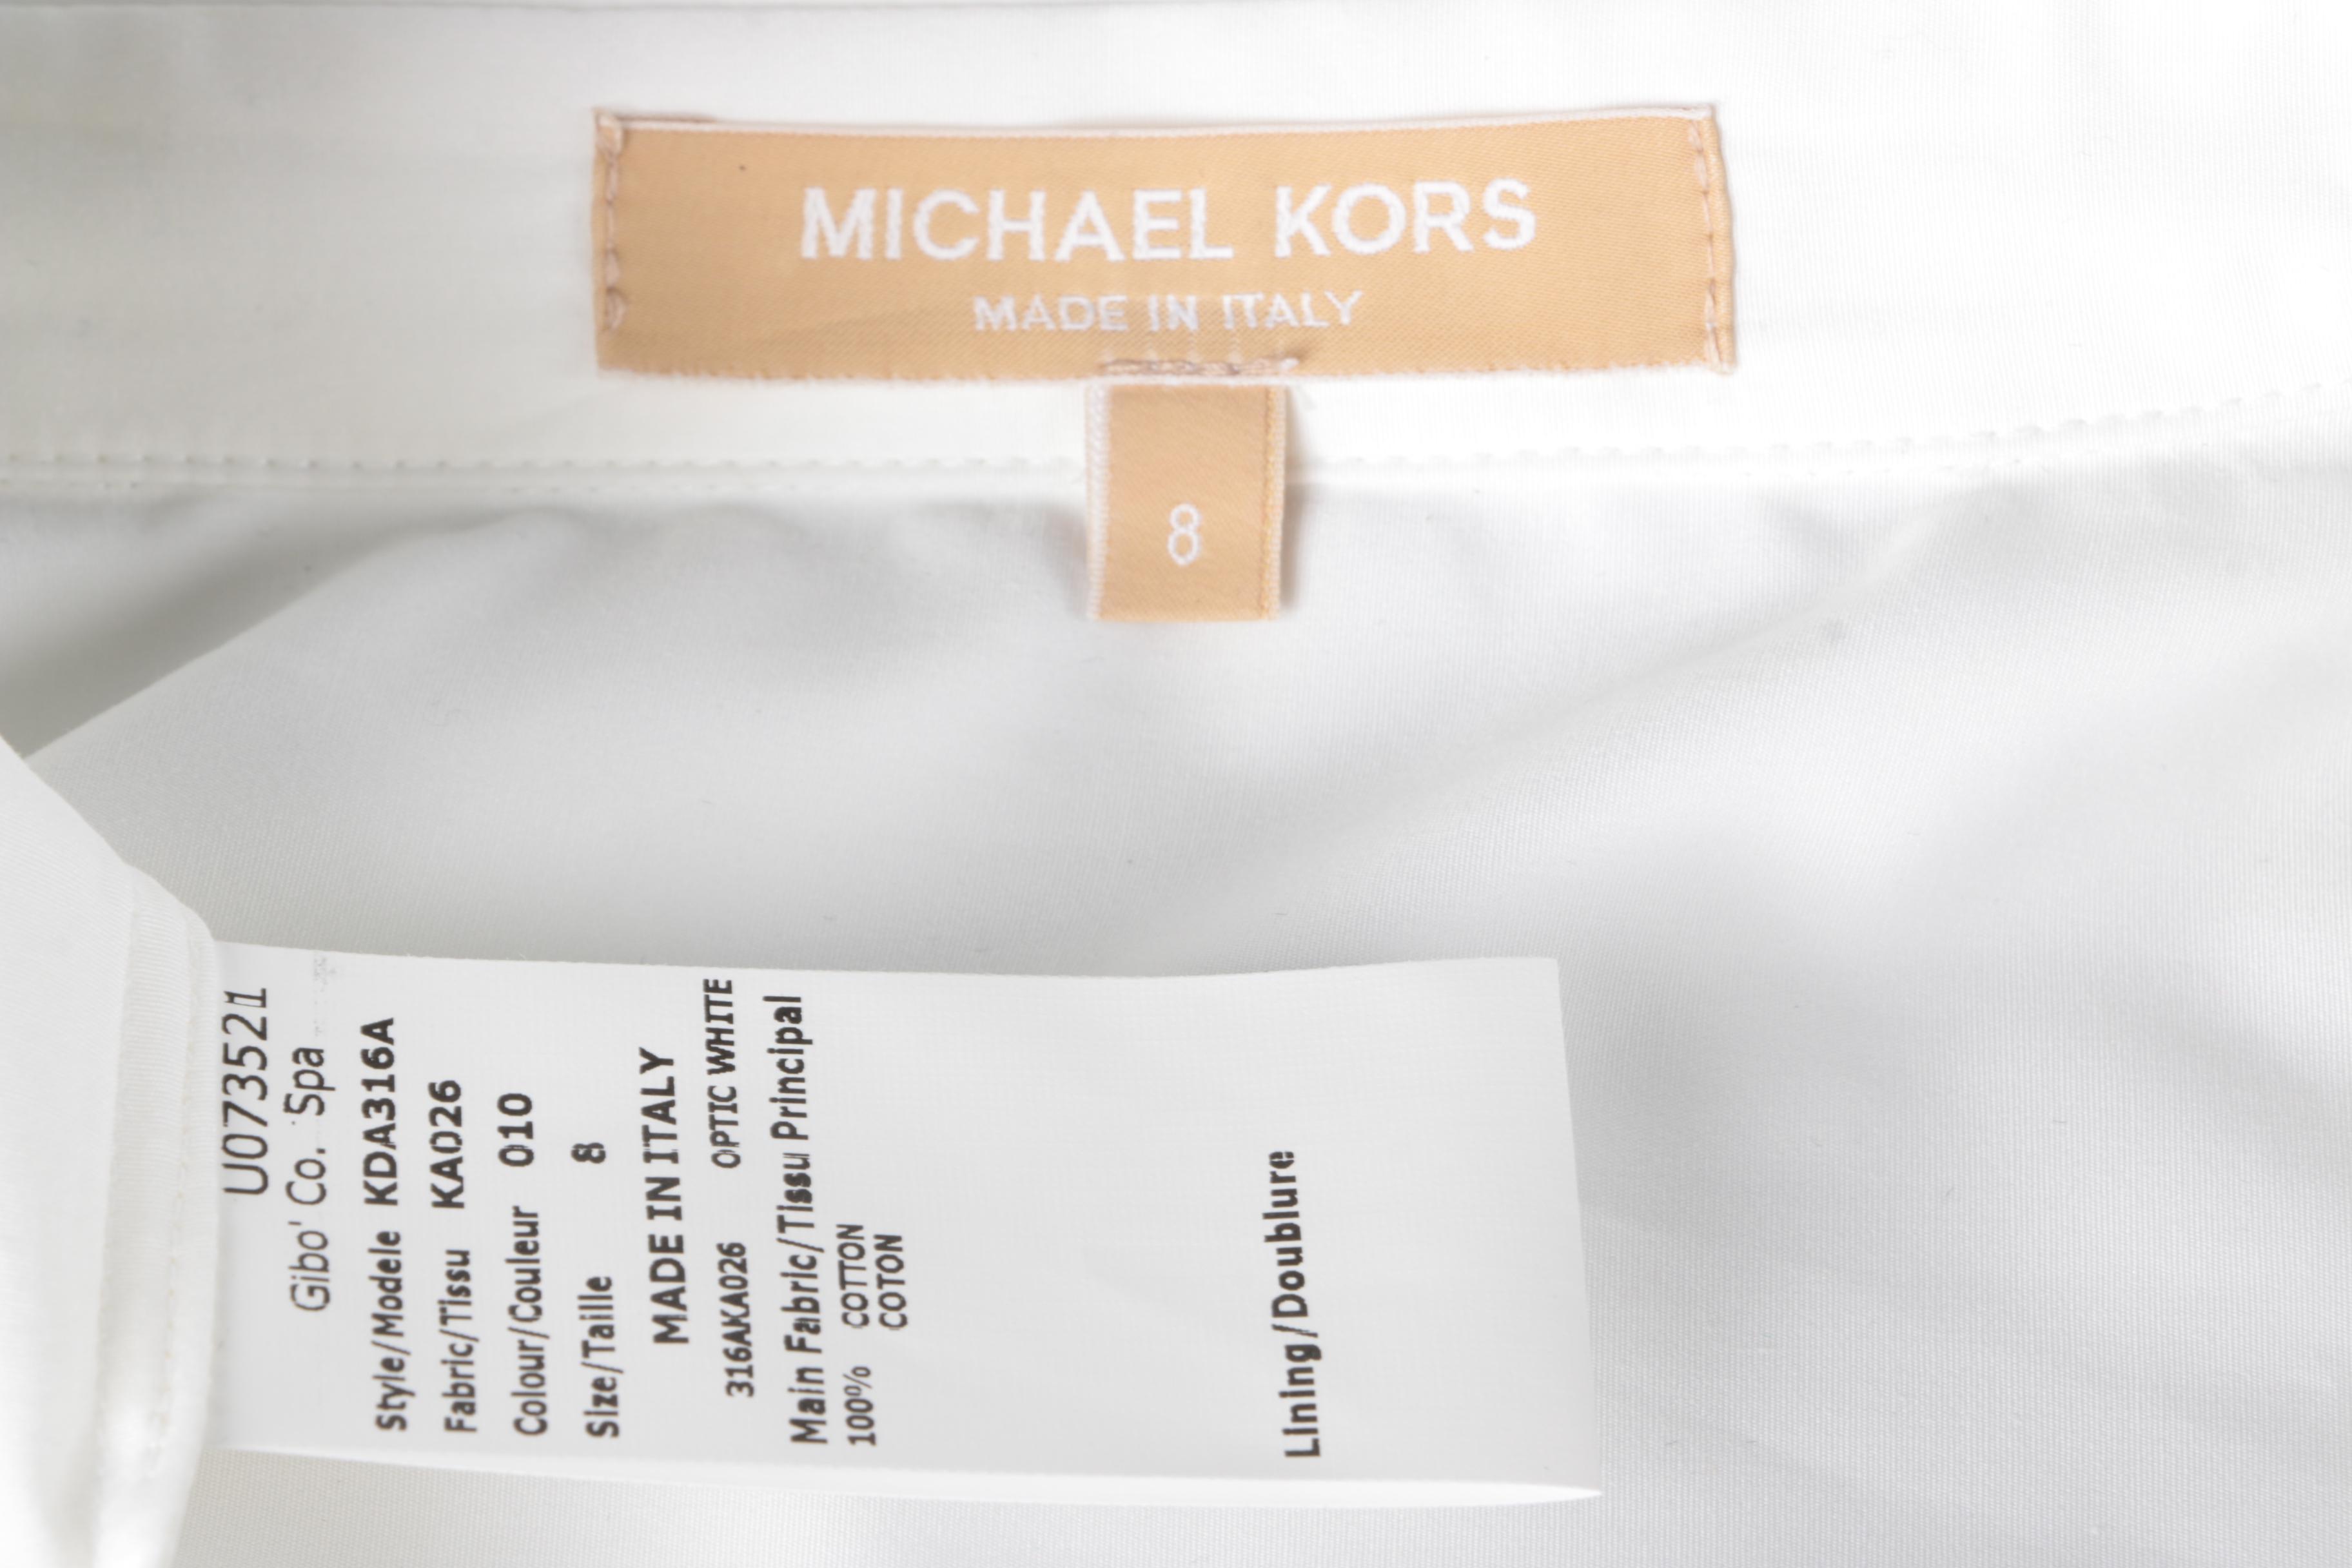 MICHAEL KORS
MADE IN ITALY
8
U073521
Gibo' Co. Spa
Style/Modele KDA316A
Fabric/Tissu KA026
Colour/Couleur 010
Size/Taille 8
MADE IN ITALY
316AKA026 OPTIC WHITE
Main Fabric/Tissu Principal
100% COTTON
COTON
Lining/Doublure